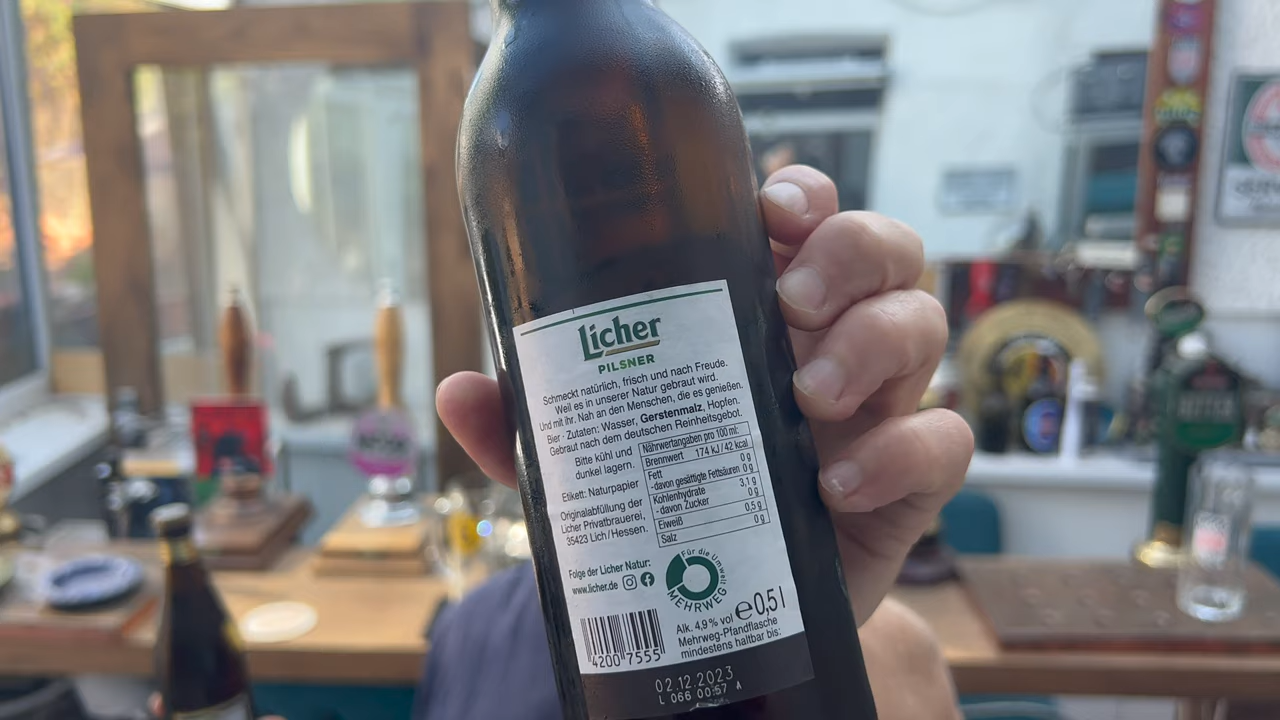 Licher
PILSNER
Schmeckt natürlich, frisch und nach Freude.
Weil es in unserer Natur gebraut wird.
Und mit ihr. Nah an den Menschen, die es genießen.
Bier · Zutaten: Wasser, Gerstenmalz, Hopfen.
Gebraut nach dem deutschen Reinheitsgebot.
Bitte kühl und
dunkel lagern.
Etikett: Naturpapier
Originalabfüllung der
Licher Privatbrauerei,
35423 Lich/Hessen.
Nährwertangaben pro 100 ml:
Brennwert 174 KJ/42 kcal
Fett 0 g
-davon gesättigte Fettsäuren 0 g
Kohlenhydrate 3,1 g
-davon Zucker 0 g
Eiweiß 0,5 g
Salz 0 g
Folge der Licher Natur:
www.licher.de
Für die Umwelt
MEHRWEG
4200 7555
e 0,5 l
Alk. 4,9 % vol
Mehrweg-Pfandflasche
mindestens haltbar bis:
02.12.2023
L 066 00:57 A